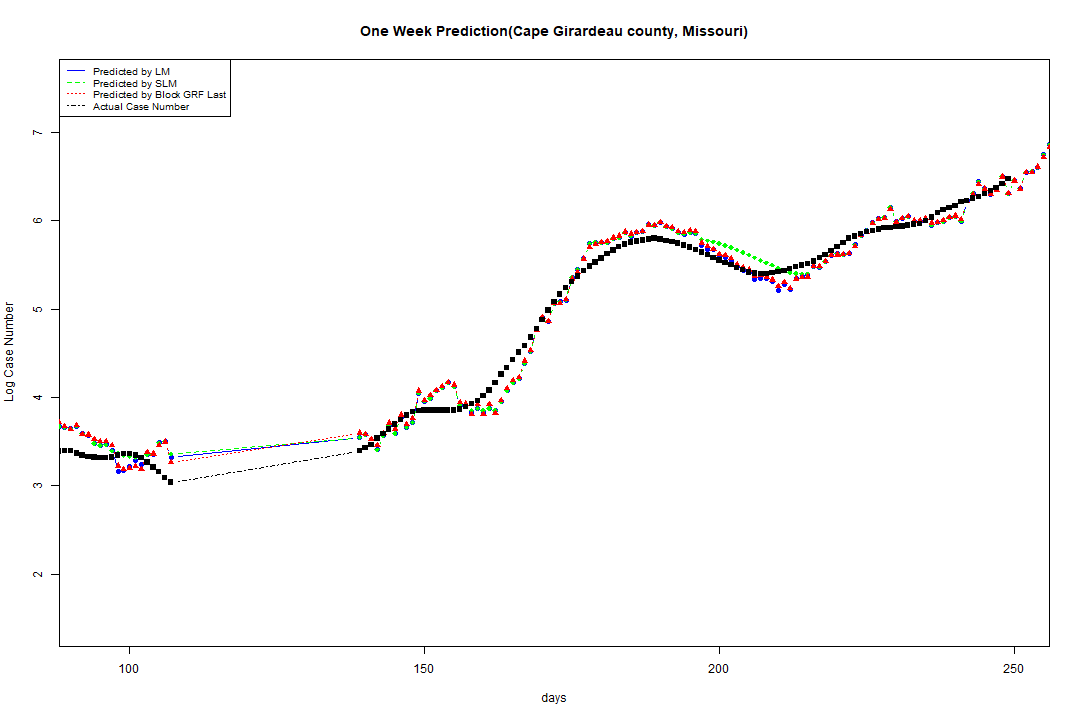 One Week Prediction(Cape Girardeau county, Missouri)
Predicted by LM
Predicted by SLM
Predicted by Block GRF Last
Actual Case Number
7
6
5
4
3
2
Log Case Number
100 150 200 250
days